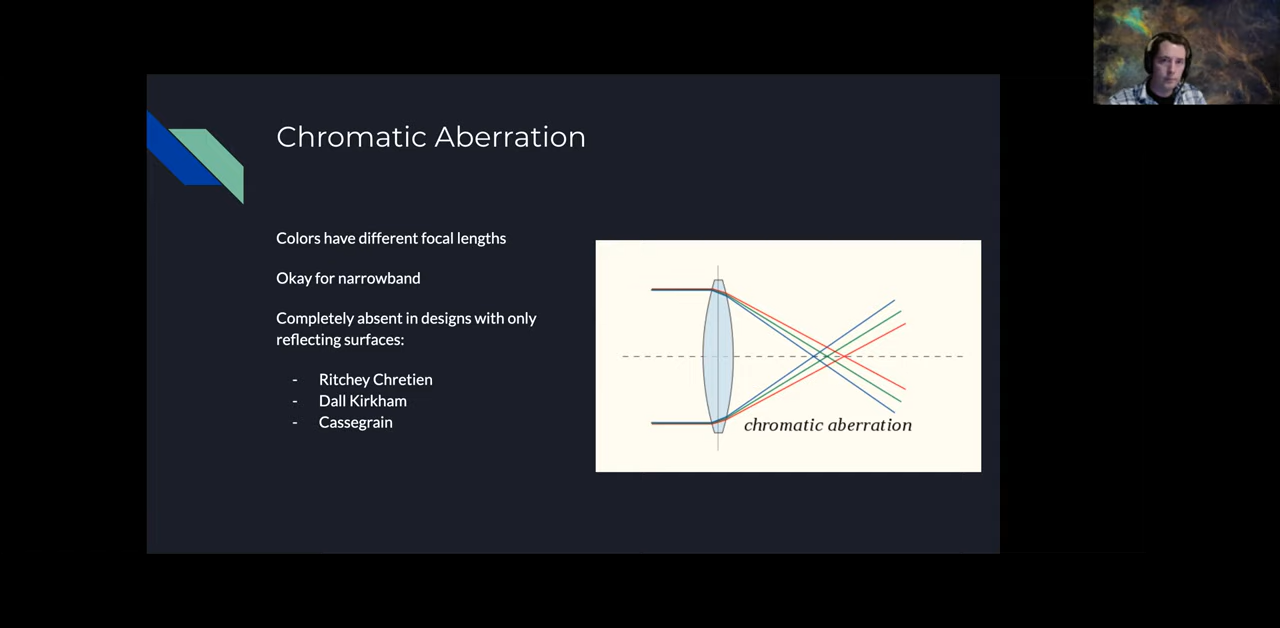 Chromatic Aberration
Colors have different focal lengths
Okay for narrowband
Completely absent in designs with only
reflecting surfaces:
- Ritchey Chretien
- Dall Kirkham
- Cassegrain
chromatic aberration